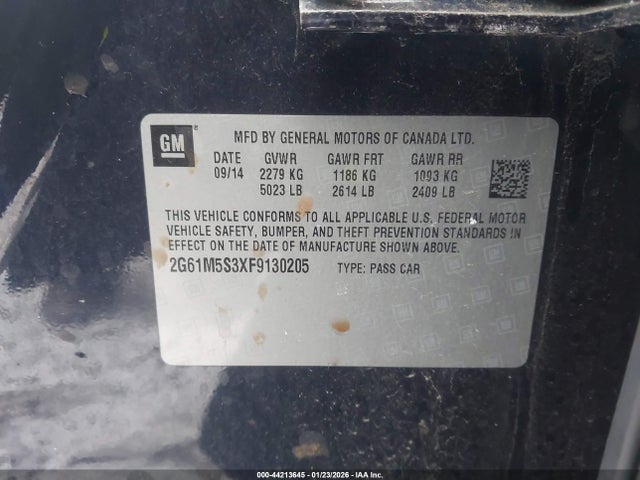 GM®
MFD BY GENERAL MOTORS OF CANADA LTD.
DATE GVWR GAWR FRT GAWR RR
09/14 2279 KG 1186 KG 1093 KG
5023 LB 2614 LB 2409 LB
THIS VEHICLE CONFORMS TO ALL APPLICABLE U.S. FEDERAL MOTOR
VEHICLE SAFETY, BUMPER, AND THEFT PREVENTION STANDARDS IN
EFFECT ON THE DATE OF MANUFACTURE SHOWN ABOVE.
2G61M5S3XF9130205 TYPE: PASS CAR
000-44213645 - 01/23/2026 - IAA Inc.